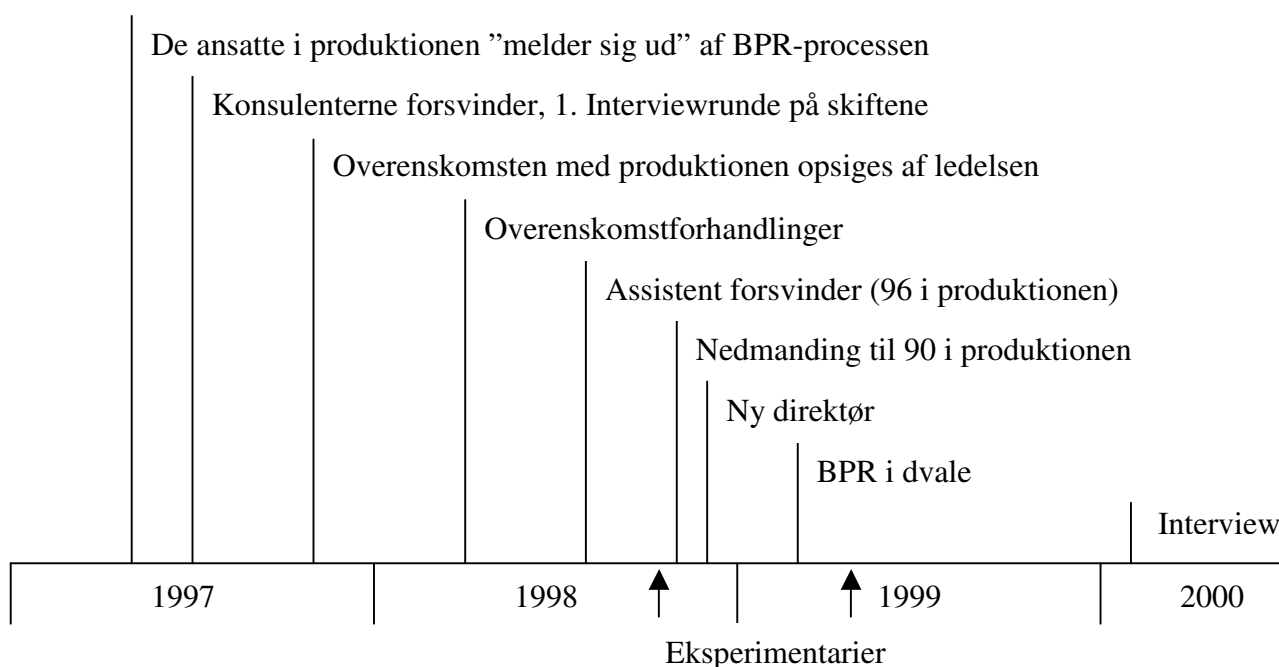 De ansatte i produktionen ”melder sig ud” af BPR-processen
Konsulenterne forsvinder, 1. Interviewrunde på skiftene
Overenskomsten med produktionen opsiges af ledelsen
Overenskomstforhandlinger
Assistent forsvinder (96 i produktionen)
Nedmanding til 90 i produktionen
Ny direktør
BPR i dvale
Interview
1997 1998 1999 2000
Eksperimentarier